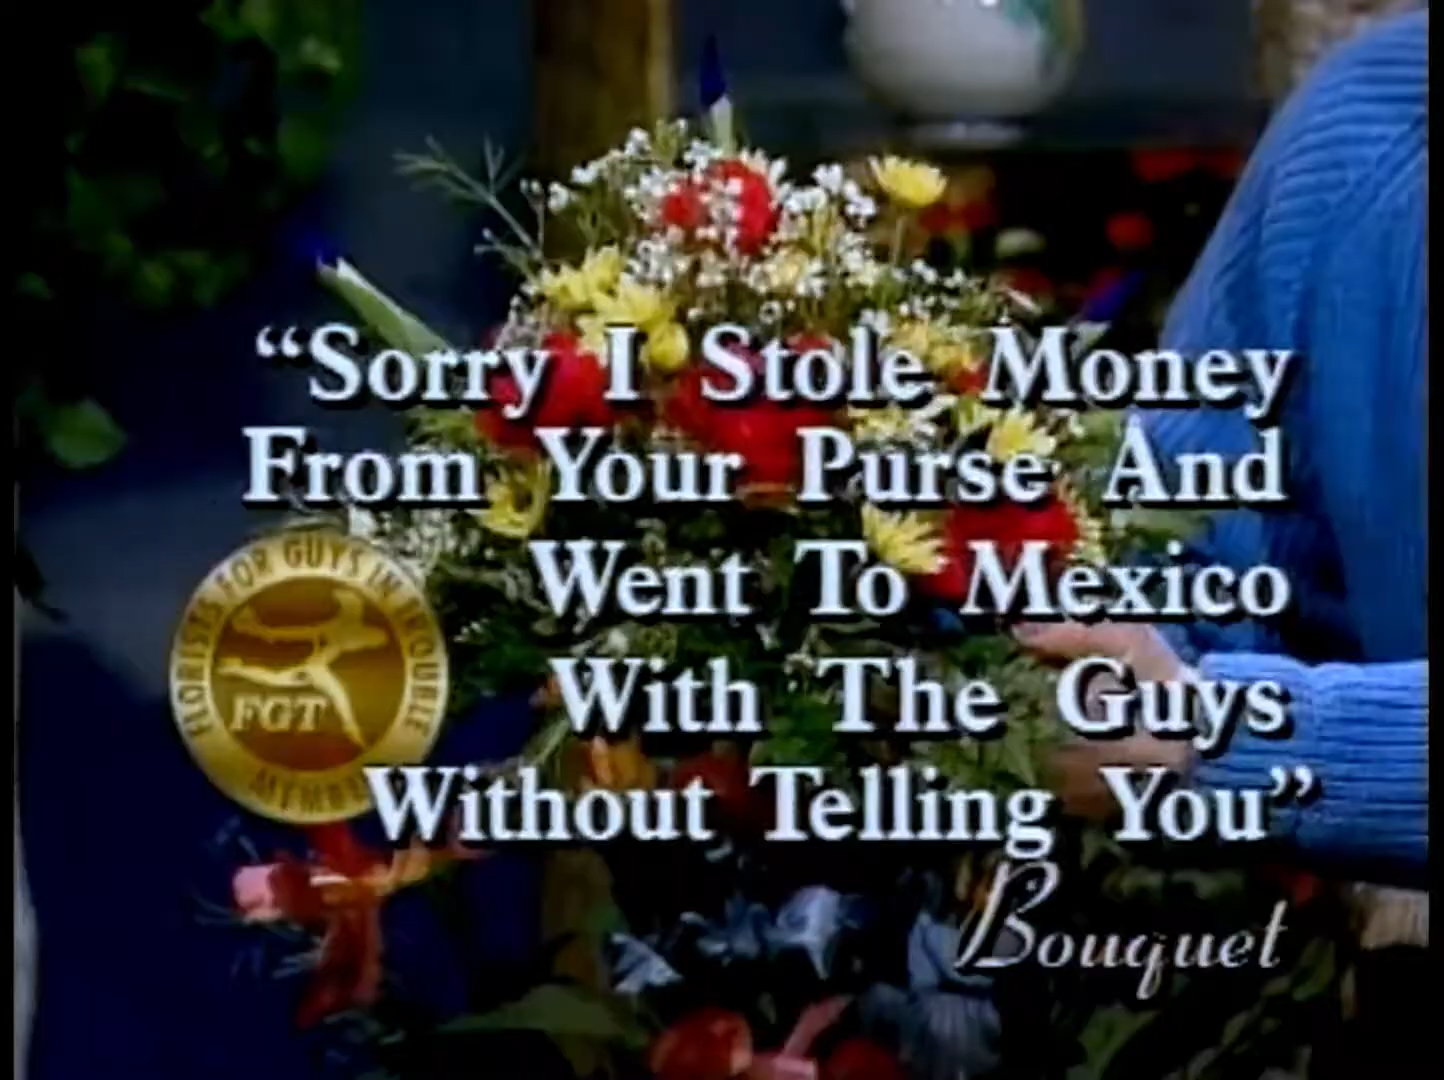 “Sorry I Stole Money
From Your Purse And
Went To Mexico
With The Guys
Without Telling You”
Bouquet
FLORISTS FOR GUYS IN TROUBLE
FGT